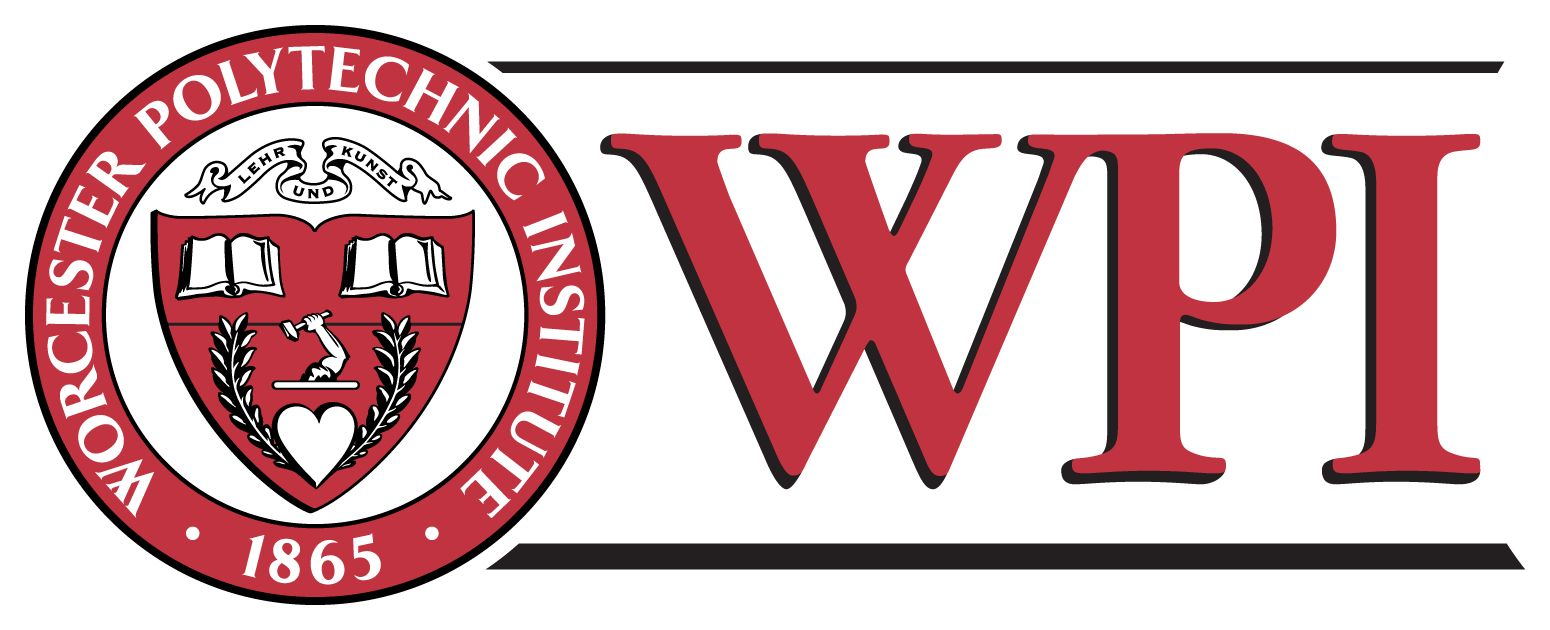 WORCESTER POLYTECHNIC INSTITUTE
· 1865 ·
LEHR UND KUNST
WPI